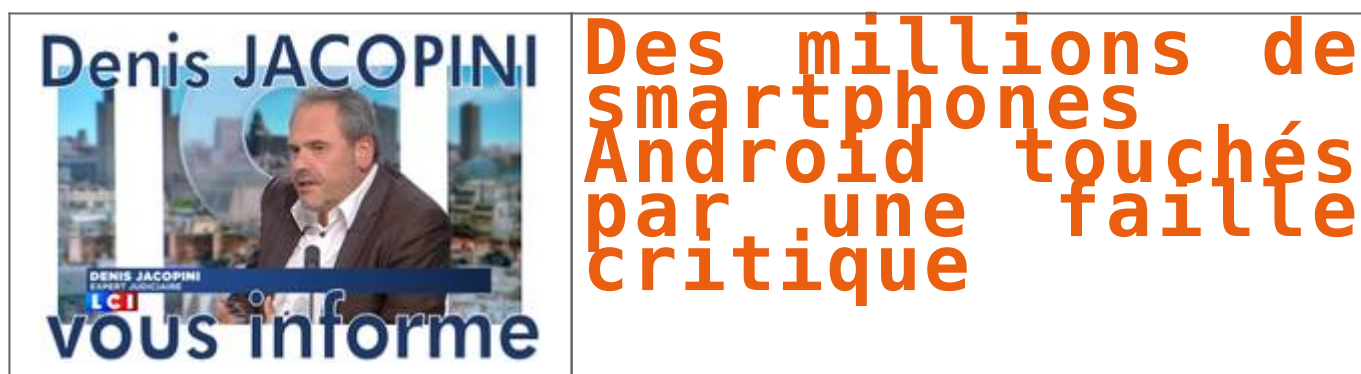 Denis JACOPINI
DENIS JACOPINI
EXPERT JUDICIAIRE
LCI
vous informe
Des millions de
smartphones
Android touchés
par une faille
critique